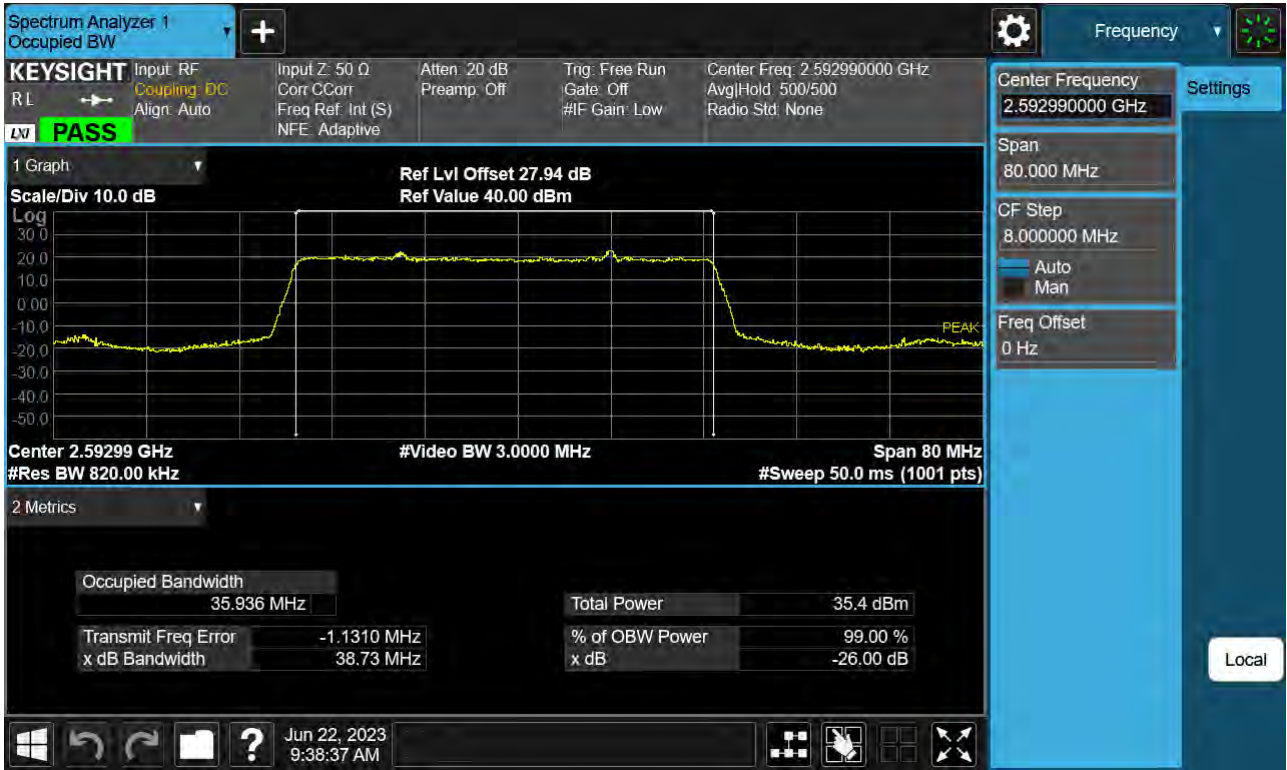 Spectrum Analyzer 1
Occupied BW
+
Frequency
KEYSIGHT
R L
LXI
PASS
Input: RF
Coupling: DC
Align: Auto
Input Z: 50 Ω
Corr CCorr
Freq Ref: Int (S)
NFE: Adaptive
Atten: 20 dB
Preamp: Off
Trig: Free Run
Gate: Off
#IF Gain: Low
Center Freq: 2.592990000 GHz
Avg|Hold: 500/500
Radio Std: None
Center Frequency
2.592990000 GHz
Settings
Span
80.000 MHz
CF Step
8.000000 MHz
Auto
Man
Freq Offset
0 Hz
Local
1 Graph
Scale/Div 10.0 dB
Ref Lvl Offset 27.94 dB
Ref Value 40.00 dBm
Log
30.0
20.0
10.0
0.00
-10.0
-20.0
-30.0
-40.0
-50.0
PEAK
Center 2.59299 GHz
#Res BW 820.00 kHz
#Video BW 3.0000 MHz
Span 80 MHz
#Sweep 50.0 ms (1001 pts)
2 Metrics
Occupied Bandwidth
35.936 MHz
Total Power 35.4 dBm
Transmit Freq Error -1.1310 MHz
% of OBW Power 99.00 %
x dB Bandwidth 38.73 MHz
x dB -26.00 dB
?
Jun 22, 2023
9:38:37 AM